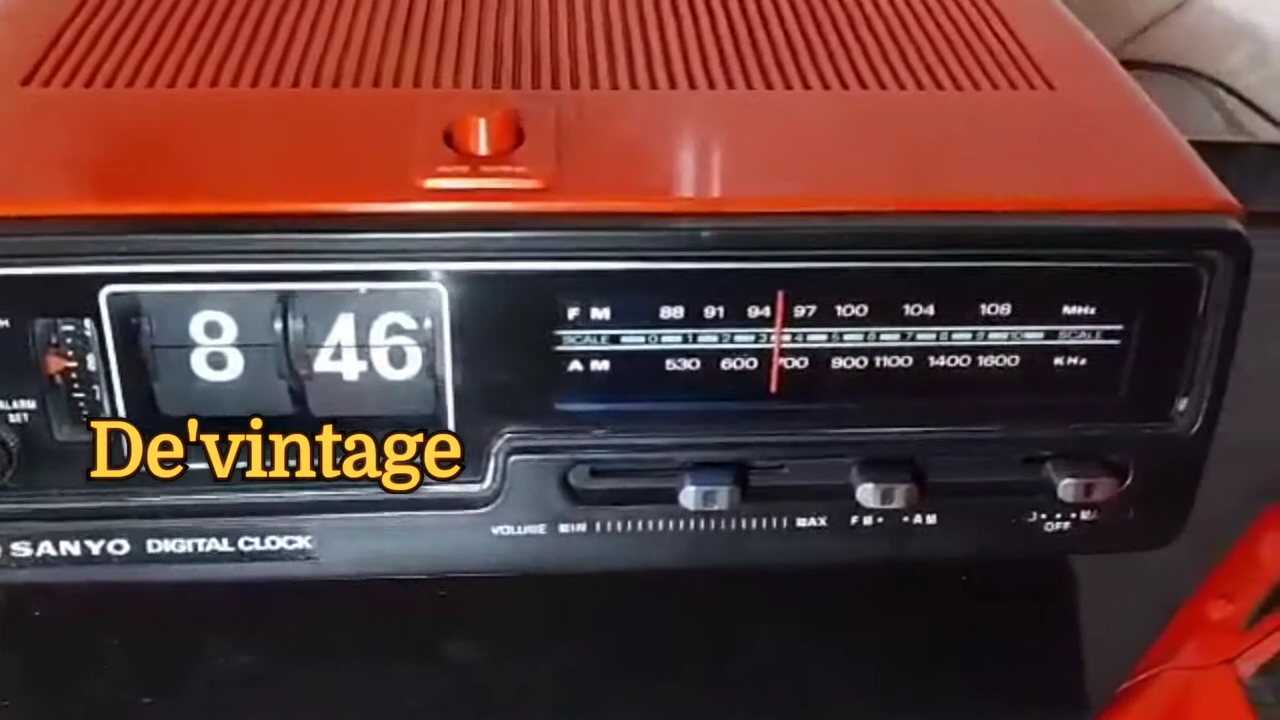 8 46
FM 88 91 94 97 100 104 108 MHz
SCALE 0 1 2 3 4 5 6 7 8 9 10 SCALE
AM 530 600 700 900 1100 1400 1600 KHz
ALARM
SET
De'vintage
VOLUME MIN MAX FM• •AM
OFF
SANYO DIGITAL CLOCK